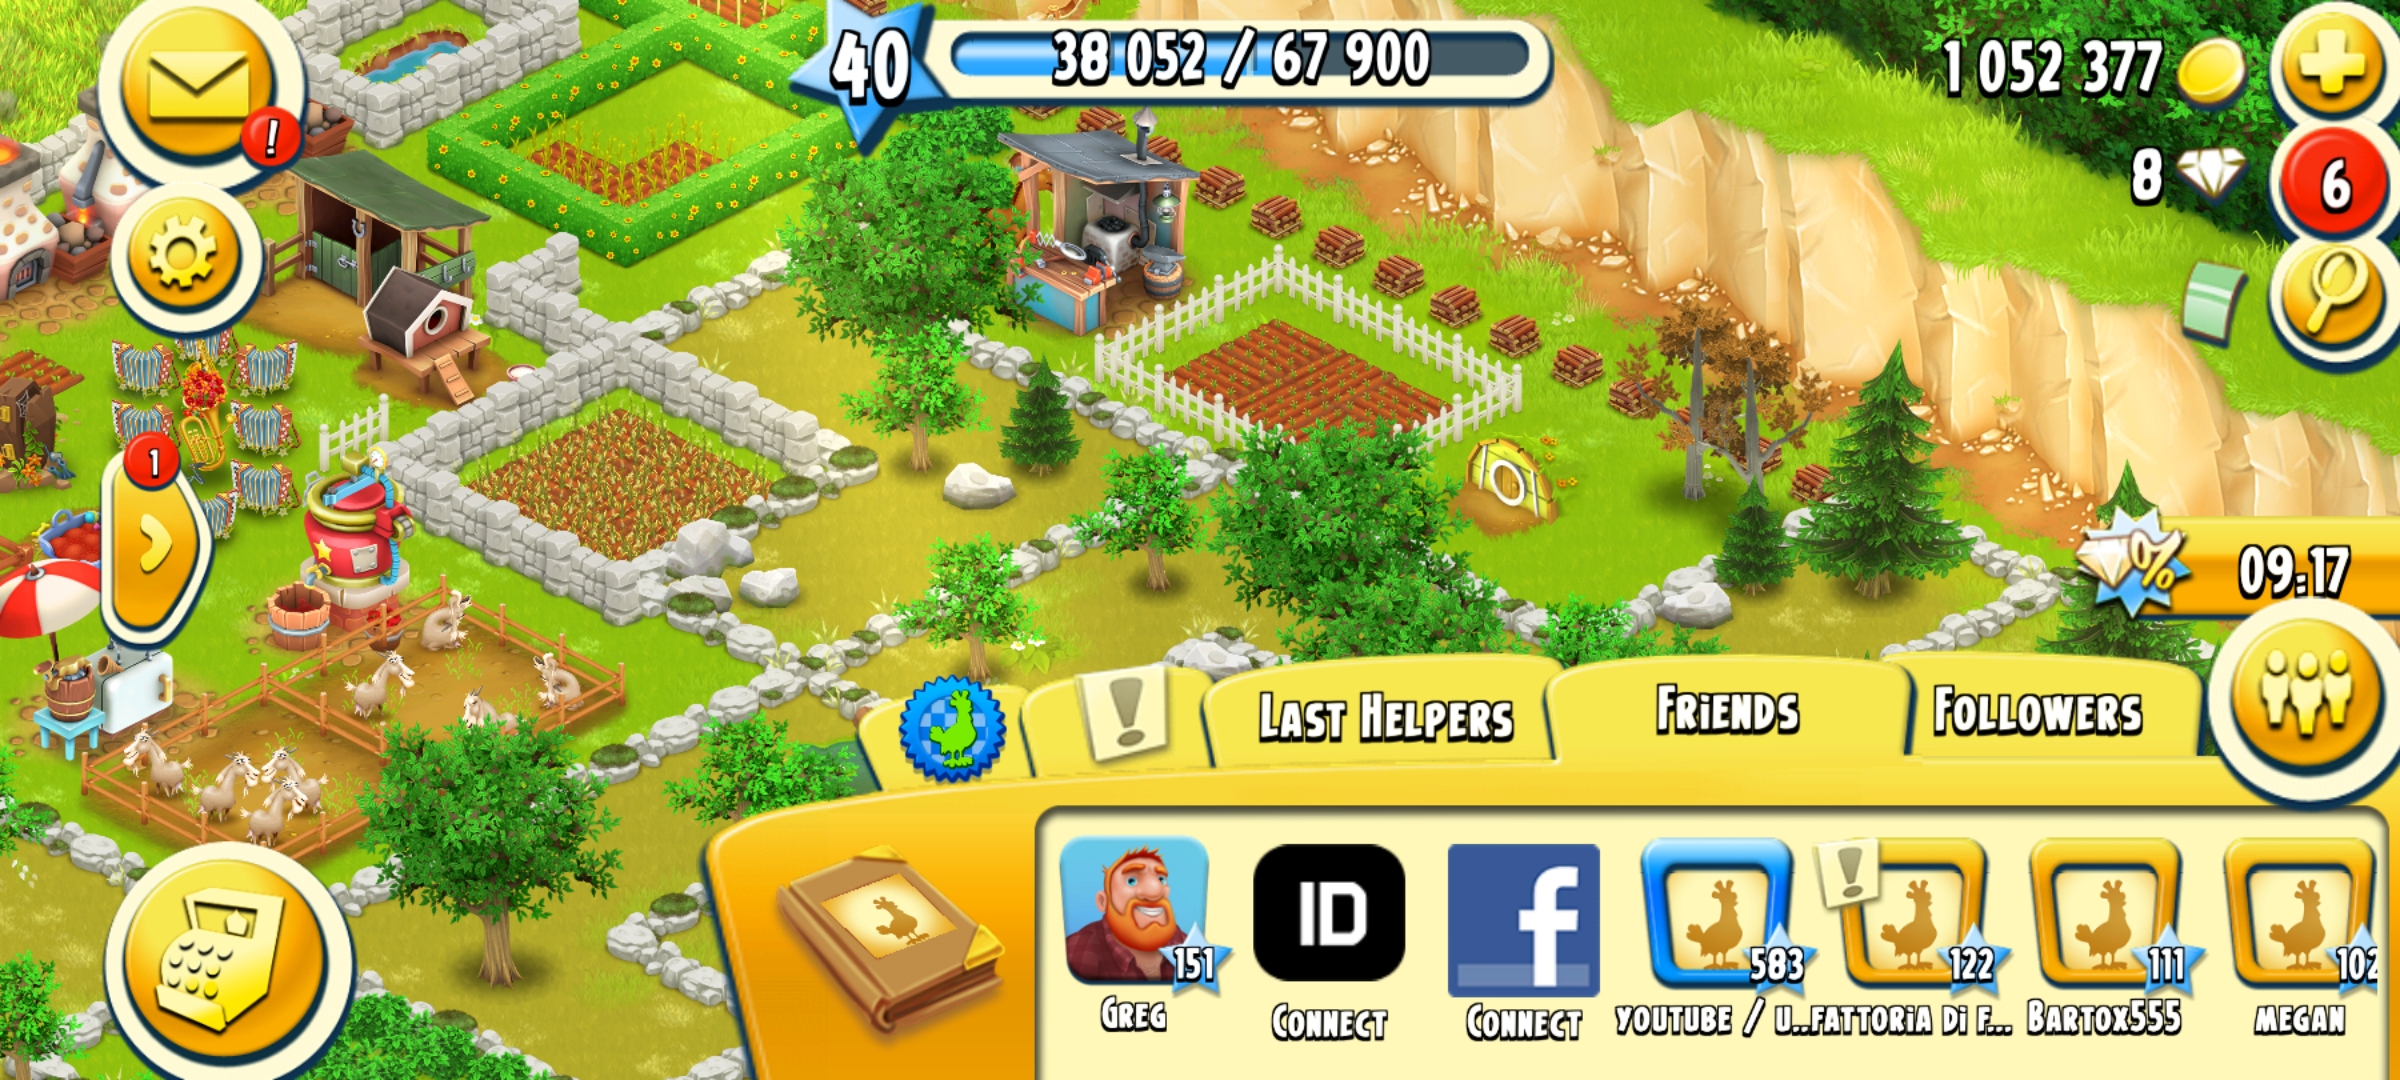 40
38 052 / 67 900
1 052 377
!
8
6
1
%
09:17
!
LAST HELPERS
FRIENDS
FOLLOWERS
151
ID
f
583
!
122
111
102
GREG
CONNECT
CONNECT
YOUTUBE / U...
FATTORIA DI F...
BARTOX555
MEGAN